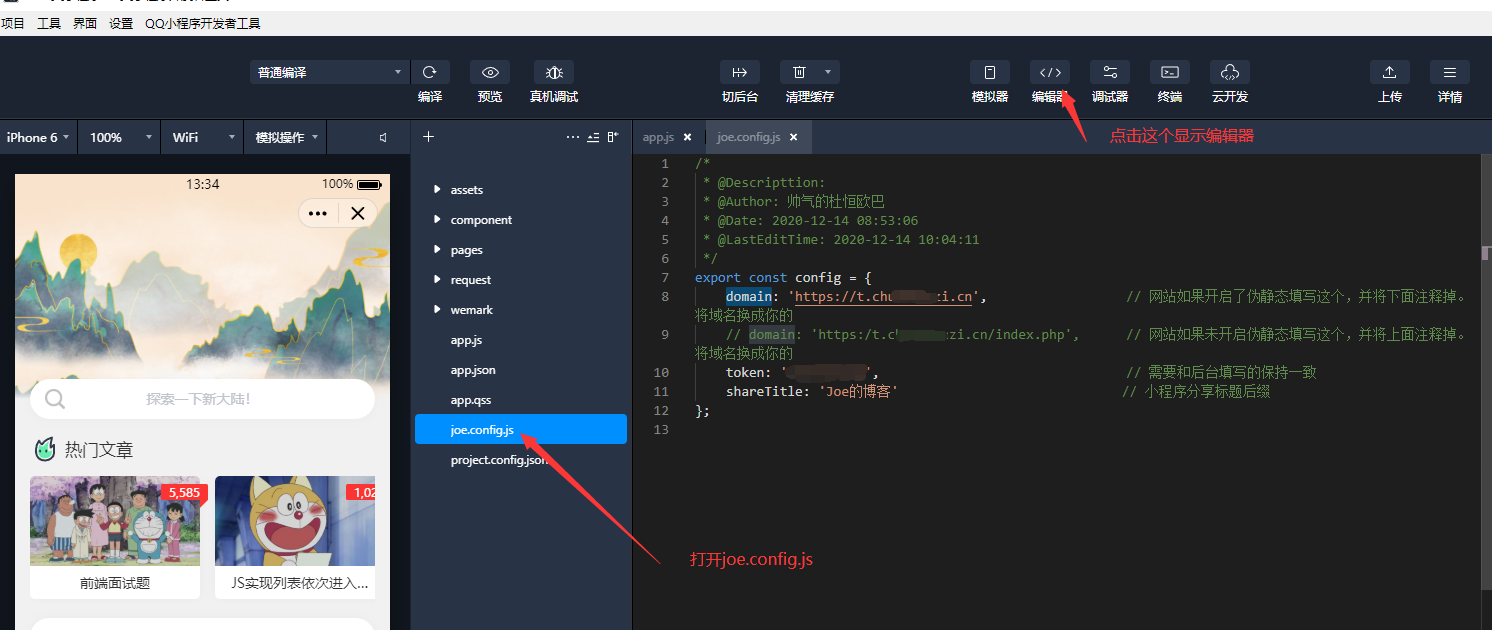 项目 工具 界面 设置 QQ小程序开发者工具
普通编译
编译 预览 真机调试 切后台 清理缓存 模拟器 编辑器 调试器 终端 云开发 上传 详情
iPhone 6 100% WiFi 模拟操作
app.js joe.config.js
点击这个显示编辑器
13:34 100%
探索一下新大陆！
热门文章
5,585
1,02
前端面试题
JS实现列表依次进入...
assets
component
pages
request
wemark
app.js
app.json
app.qss
joe.config.js
project.config.json
打开joe.config.js
1 /*
2 * @Descripttion:
3 * @Author: 帅气的杜恒欧巴
4 * @Date: 2020-12-14 08:53:06
5 * @LastEditTime: 2020-12-14 10:04:11
6 */
7 export const config = {
8 domain: 'https://t.chu i.cn', // 网站如果开启了伪静态填写这个，并将下面注释掉。
将域名换成你的
9 // domain: 'https:/t.c zi.cn/index.php', // 网站如果未开启伪静态填写这个，并将上面注释掉。
将域名换成你的
10 token: ' ', // 需要和后台填写的保持一致
11 shareTitle: 'Joe的博客' // 小程序分享标题后缀
12 };
13